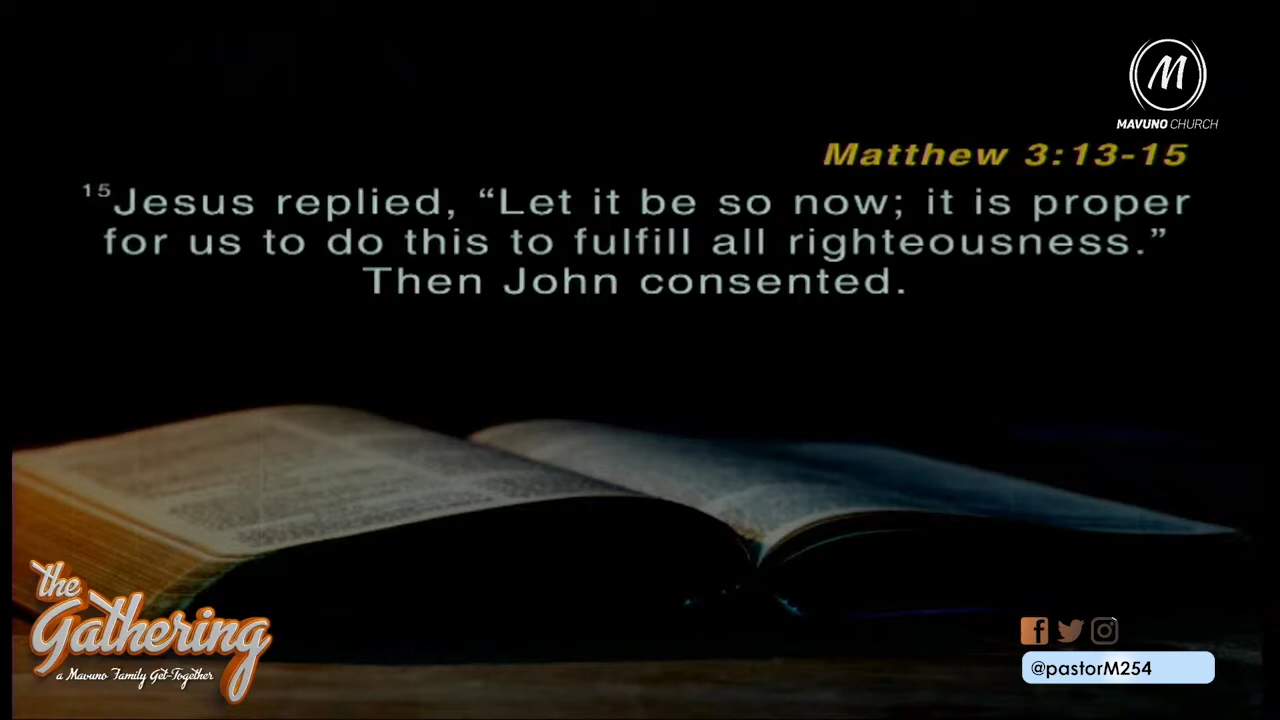 M
MAVUNO CHURCH
Matthew 3:13-15
15Jesus replied, “Let it be so now; it is proper
for us to do this to fulfill all righteousness.”
Then John consented.
the
Gathering
a Mavuno Family Get-Together
@pastorM254